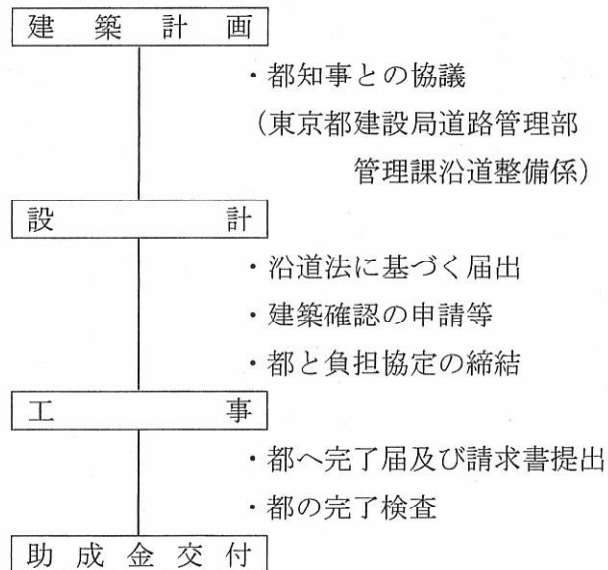 建築計画
・都知事との協議
(東京都建設局道路管理部
管理課沿道整備係)
設計
・沿道法に基づく届出
・建築確認の申請等
・都と負担協定の締結
工事
・都へ完了届及び請求書提出
・都の完了検査
助成金交付